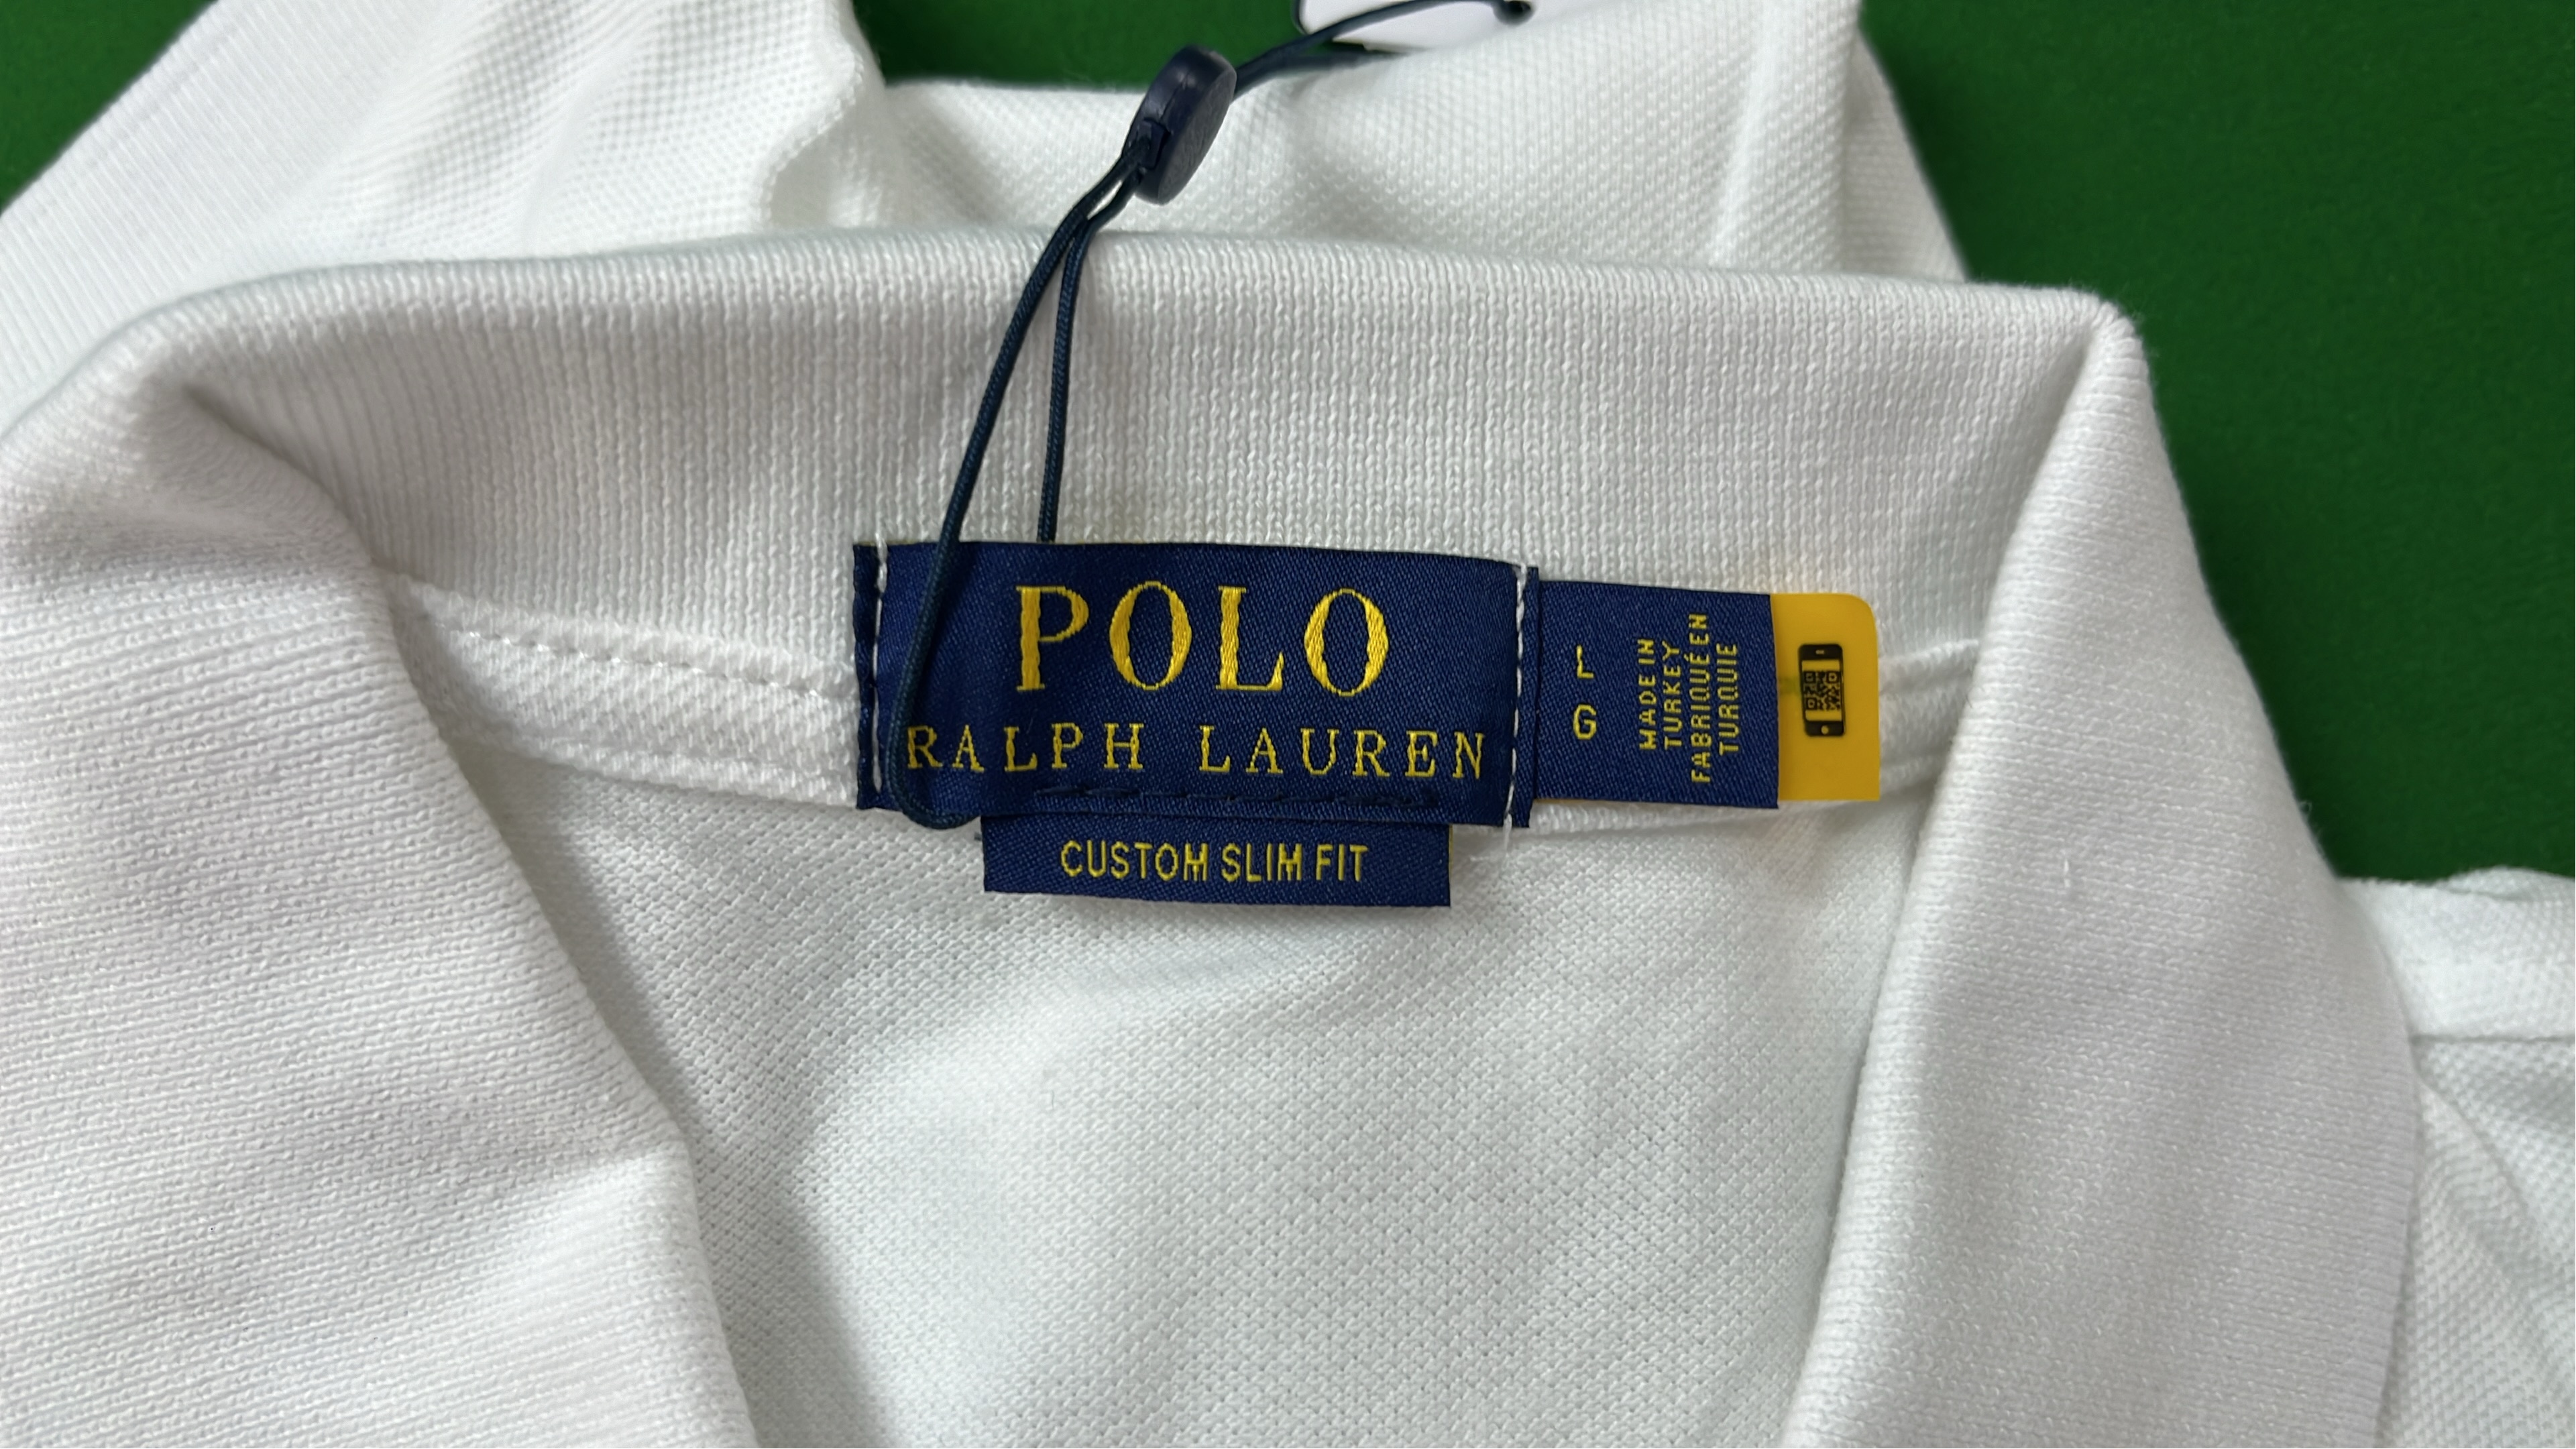 POLO
RALPH LAUREN
CUSTOM SLIM FIT
L
G
MADE IN
TURKEY
FABRIQUÉ EN
TURQUIE